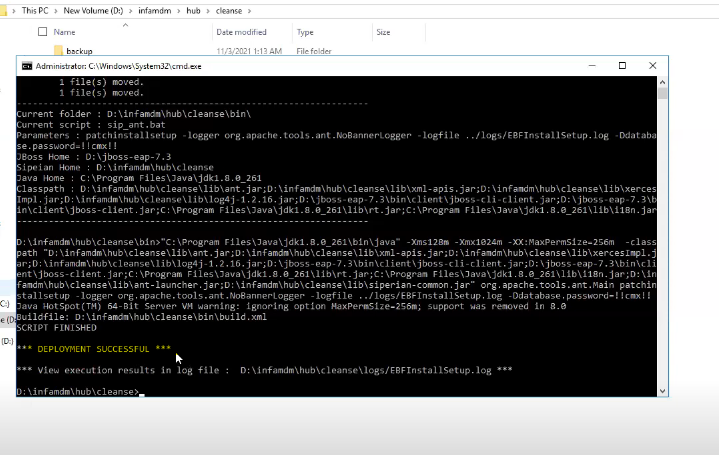 This PC > New Volume (D:) > infamdm > hub > cleanse >
Name Date modified Type Size
backup 11/3/2021 1:13 AM File folder
Administrator: C:\Windows\System32\cmd.exe
1 file(s) moved.
1 file(s) moved.
Current folder : D:\infamdm\hub\cleanse\bin\
Current script : sip_ant.bat
Parameters : patchinstallsetup -logger org.apache.tools.ant.NoBannerLogger -logfile ../logs/EBFInstallSetup.log -Ddataba
se.password=!!cmx!!
JBoss Home : D:\jboss-eap-7.3
Siperian Home : D:\infamdm\hub\cleanse
Java Home : C:\Program Files\Java\jdk1.8.0_261
Classpath : D:\infamdm\hub\cleanse\lib\ant.jar;D:\infamdm\hub\cleanse\lib\xml-apis.jar;D:\infamdm\hub\cleanse\lib\xerces
Impl.jar;D:\infamdm\hub\cleanse\lib\log4j-1.2.16.jar;D:\jboss-eap-7.3\bin\client\jboss-cli-client.jar;D:\jboss-eap-7.3\b
in\client\jboss-client.jar;C:\Program Files\Java\jdk1.8.0_261\lib\rt.jar;C:\Program Files\Java\jdk1.8.0_261\lib\i18n.jar
D:\infamdm\hub\cleanse\bin>"C:\Program Files\Java\jdk1.8.0_261\bin\java" -Xms128m -Xmx1024m -XX:MaxPermSize=256m -class
path "D:\infamdm\hub\cleanse\lib\ant.jar;D:\infamdm\hub\cleanse\lib\xml-apis.jar;D:\infamdm\hub\cleanse\lib\xercesImpl.j
ar;D:\infamdm\hub\cleanse\lib\log4j-1.2.16.jar;D:\jboss-eap-7.3\bin\client\jboss-cli-client.jar;D:\jboss-eap-7.3\bin\cli
ent\jboss-client.jar;C:\Program Files\Java\jdk1.8.0_261\lib\rt.jar;C:\Program Files\Java\jdk1.8.0_261\lib\i18n.jar;D:\in
famdm\hub\cleanse\lib\ant-launcher.jar;D:\infamdm\hub\cleanse\lib\siperian-common.jar" org.apache.tools.ant.Main patchin
stallsetup -logger org.apache.tools.ant.NoBannerLogger -logfile ../logs/EBFInstallSetup.log -Ddatabase.password=!!cmx!!
Java HotSpot(TM) 64-Bit Server VM warning: ignoring option MaxPermSize=256m; support was removed in 8.0
Buildfile: D:\infamdm\hub\cleanse\bin\build.xml
SCRIPT FINISHED
*** DEPLOYMENT SUCCESSFUL ***
*** View execution results in log file : D:\infamdm\hub\cleanse\logs/EBFInstallSetup.log ***
D:\infamdm\hub\cleanse>
C:)
e (D
(D:)